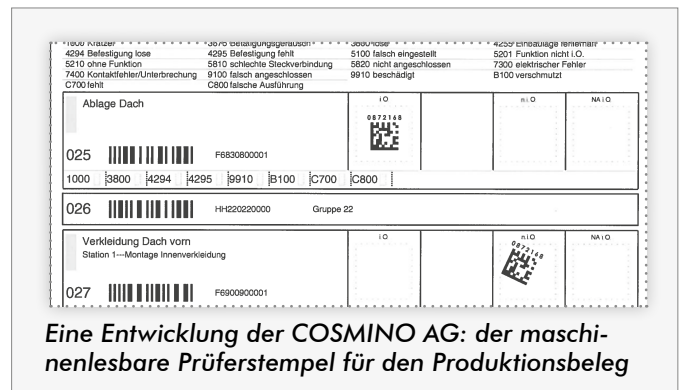 1000 Kratzer 3875 Betätigungsgeräusch 3800 lose 4235 Einbaulage fehlerhaft
4294 Befestigung lose 4295 Befestigung fehlt 5100 falsch eingestellt 5201 Funktion nicht i.O.
5210 ohne Funktion 5810 schlechte Steckverbindung 5820 nicht angeschlossen 7300 elektrischer Fehler
7400 Kontaktfehler/Unterbrechung 9100 falsch angeschlossen 9910 beschädigt B100 verschmutzt
C700 fehlt C800 falsche Ausführung
Ablage Dach i O n i O NA i O
0872168
025 F6830800001
1000 3800 4294 4295 9910 B100 C700 C800
026 HH220220000 Gruppe 22
Verkleidung Dach vorn i O n i O NA i O
Station 1---Montage Innenverkleidung 0872168
027 F6900900001
Eine Entwicklung der COSMINO AG: der maschi-
nenlesbare Prüferstempel für den Produktionsbeleg